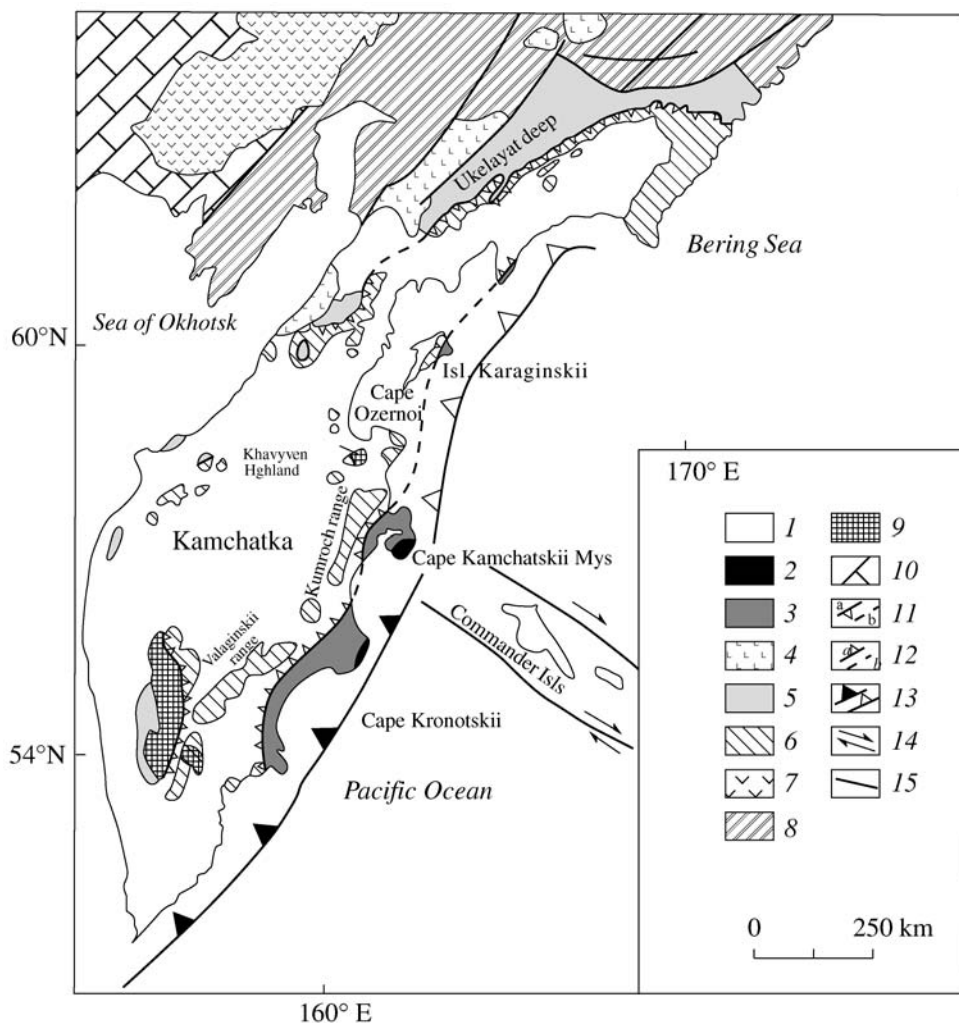 Ukelayat deep
Bering Sea
Sea of Okhotsk
60°N
Isl. Karaginskii
Cape
Ozernoi
Khavyven
Hghland
170° E
Kamchatka
Kumroch range
Cape Kamchatskii Mys
Valaginskii
range
Commander Isls
Cape Kronotskii
54°N
Pacific Ocean
1
2
3
4
5
6
7
8
9
10
a b 11
a b 12
13
14
15
0 250 km
160° E